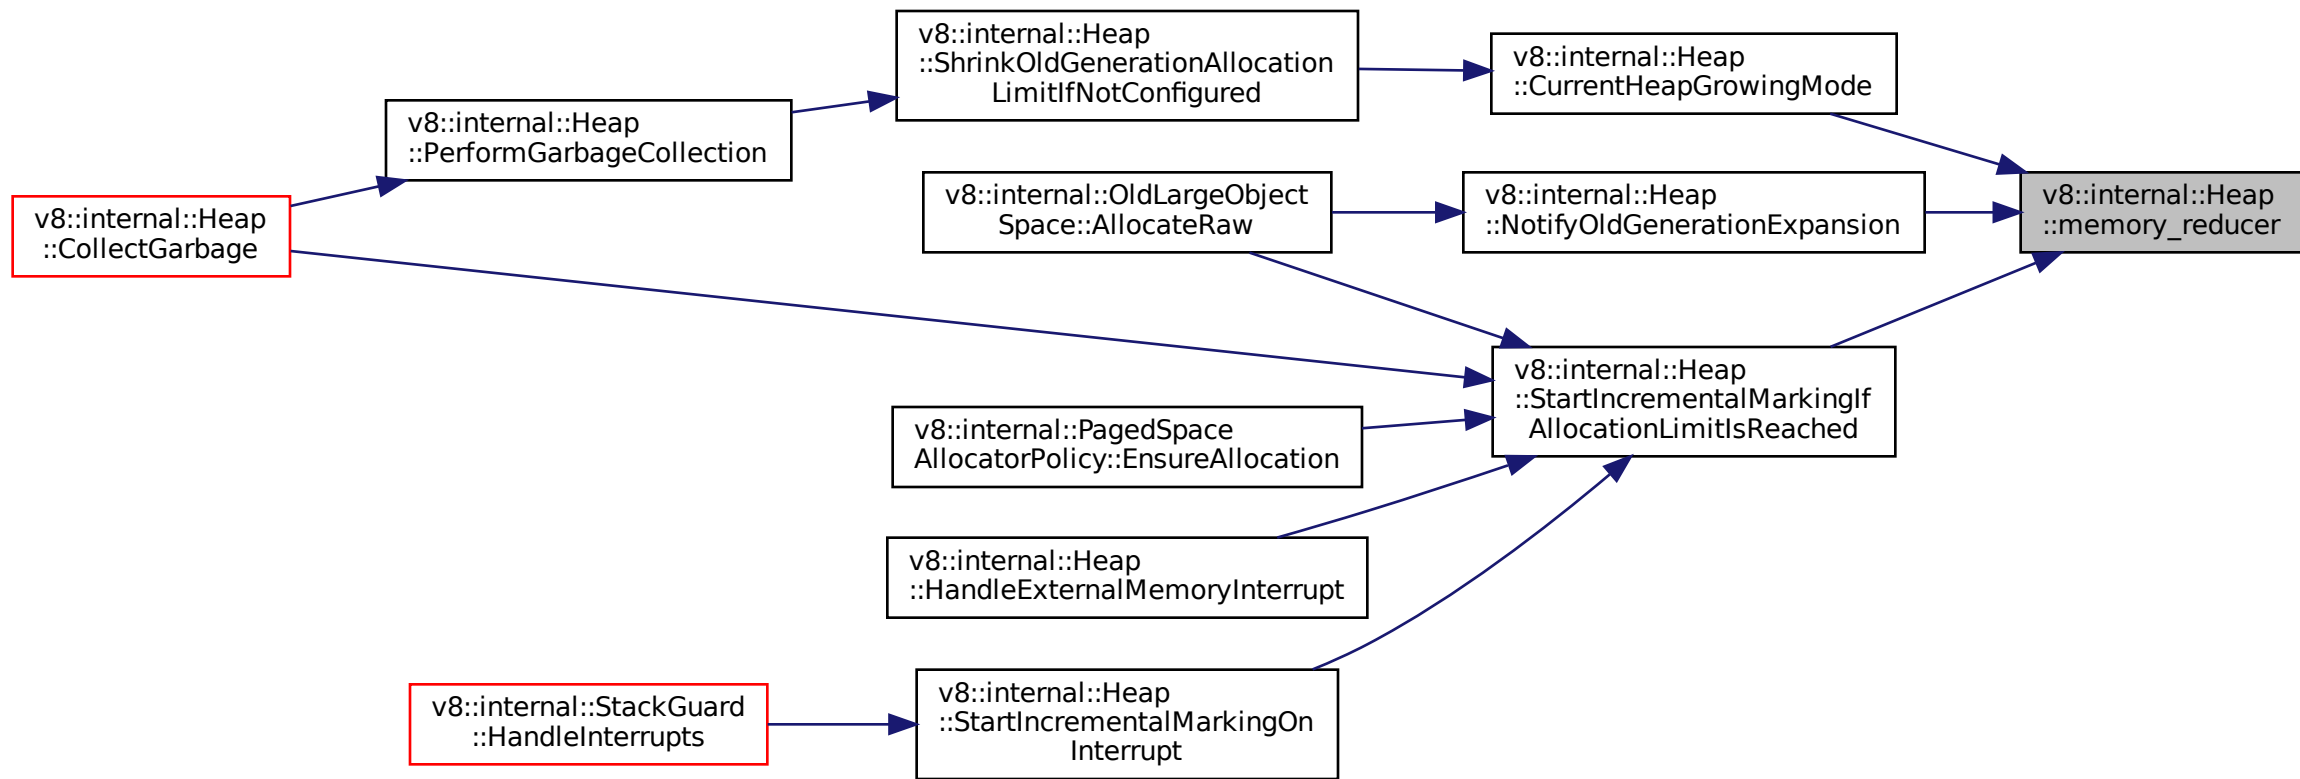 v8::internal::Heap
::ShrinkOldGenerationAllocation
LimitIfNotConfigured
v8::internal::Heap
::CurrentHeapGrowingMode
v8::internal::Heap
::PerformGarbageCollection
v8::internal::Heap
::CollectGarbage
v8::internal::OldLargeObject
Space::AllocateRaw
v8::internal::Heap
::NotifyOldGenerationExpansion
v8::internal::Heap
::memory_reducer
v8::internal::Heap
::StartIncrementalMarkingIf
AllocationLimitIsReached
v8::internal::PagedSpace
AllocatorPolicy::EnsureAllocation
v8::internal::Heap
::HandleExternalMemoryInterrupt
v8::internal::StackGuard
::HandleInterrupts
v8::internal::Heap
::StartIncrementalMarkingOn
Interrupt